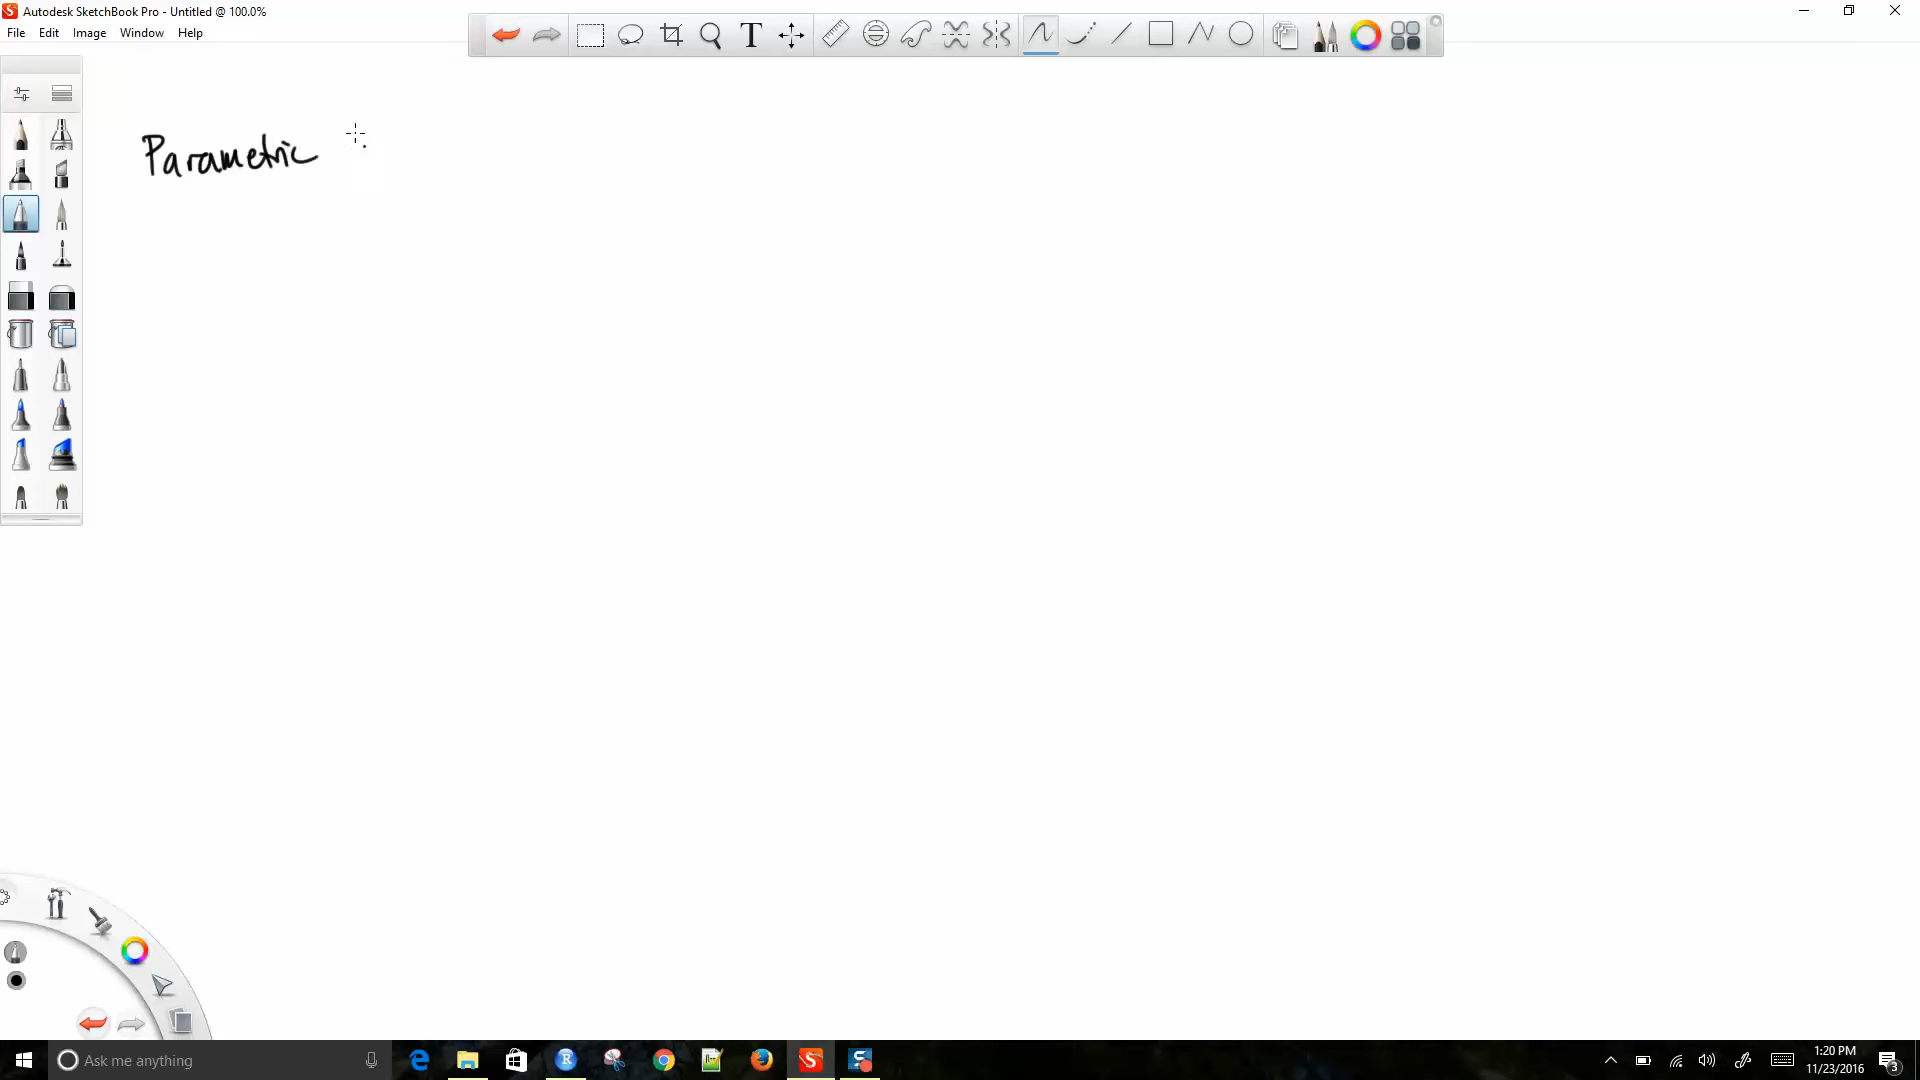 Autodesk SketchBook Pro - Untitled @ 100.0%
File Edit Image Window Help
T
Parametric
Ask me anything
1:20 PM
11/23/2016
3